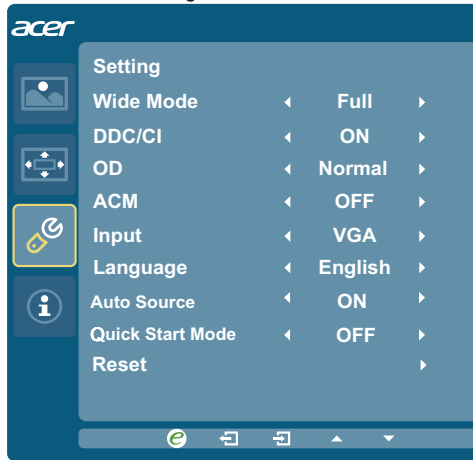 acer
Setting
Wide Mode Full
DDC/CI ON
OD Normal
ACM OFF
Input VGA
Language English
Auto Source ON
Quick Start Mode OFF
Reset
e